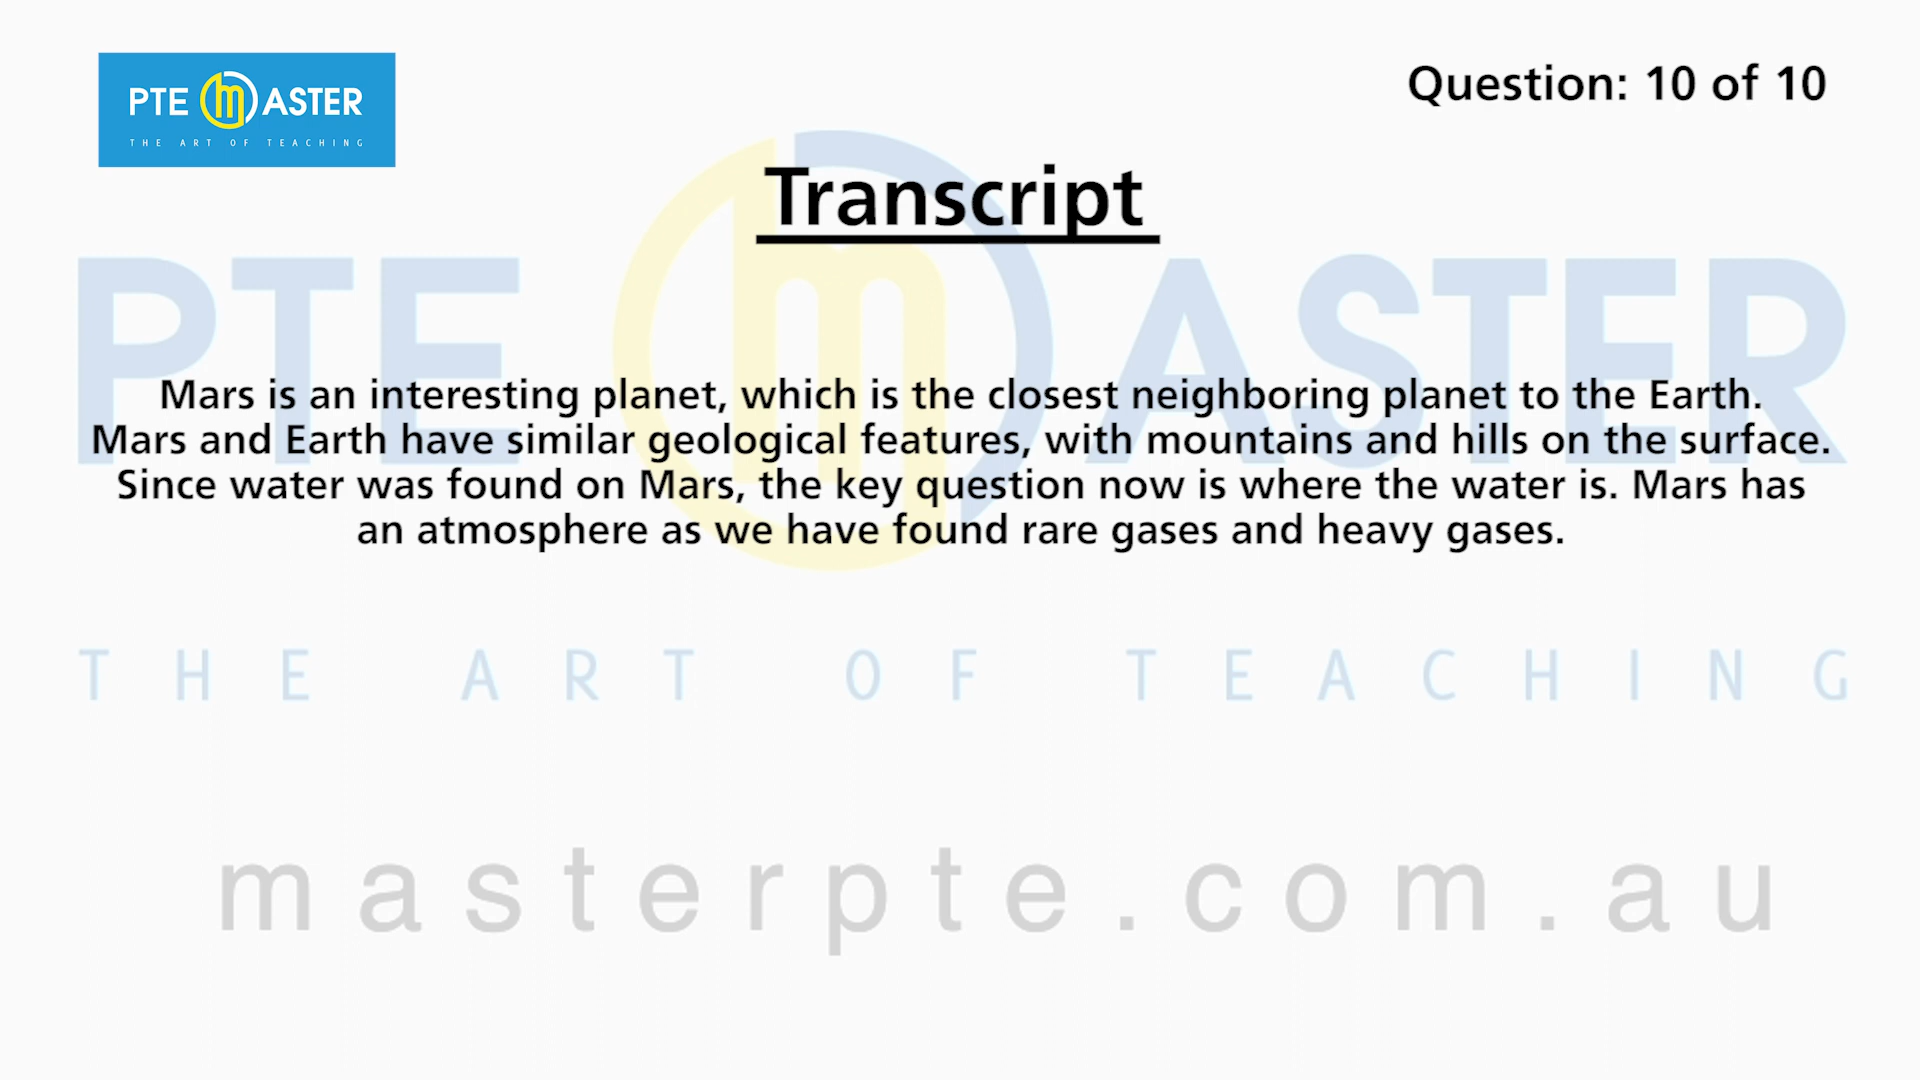 PTE MASTER
THE ART OF TEACHING
Question: 10 of 10
Transcript
PTE MASTER
Mars is an interesting planet, which is the closest neighboring planet to the Earth.
Mars and Earth have similar geological features, with mountains and hills on the surface.
Since water was found on Mars, the key question now is where the water is. Mars has
an atmosphere as we have found rare gases and heavy gases.
THE ART OF TEACHING
masterpte.com.au